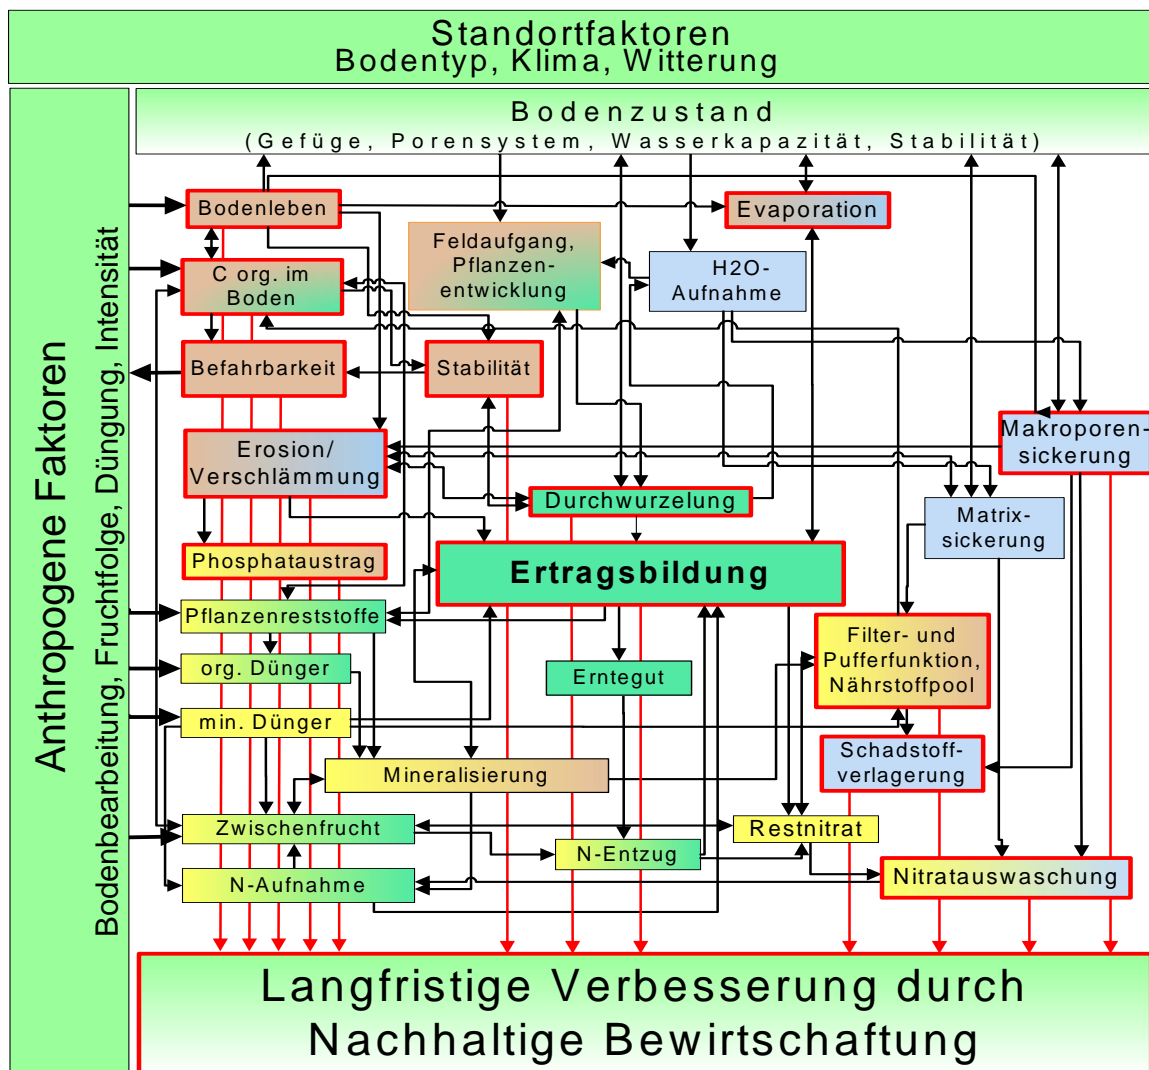 Standortfaktoren
Bodentyp, Klima, Witterung
Anthropogene Faktoren
Bodenbearbeitung, Fruchtfolge, Düngung, Intensität
Bodenzustand
(Gefüge, Porensystem, Wasserkapazität, Stabilität)
Bodenleben
Evaporation
Feldaufgang,
Pflanzen-
entwicklung
H2O-
Aufnahme
C org. im
Boden
Befahrbarkeit
Stabilität
Erosion/
Verschlämmung
Makroporen-
sickerung
Durchwurzelung
Matrix-
sickerung
Phosphataustrag
Ertragsbildung
Pflanzenreststoffe
Filter- und
Pufferfunktion,
Nährstoffpool
org. Dünger
Erntegut
min. Dünger
Schadstoff-
verlagerung
Mineralisierung
Zwischenfrucht
Restnitrat
N-Entzug
N-Aufnahme
Nitratauswaschung
Langfristige Verbesserung durch
Nachhaltige Bewirtschaftung